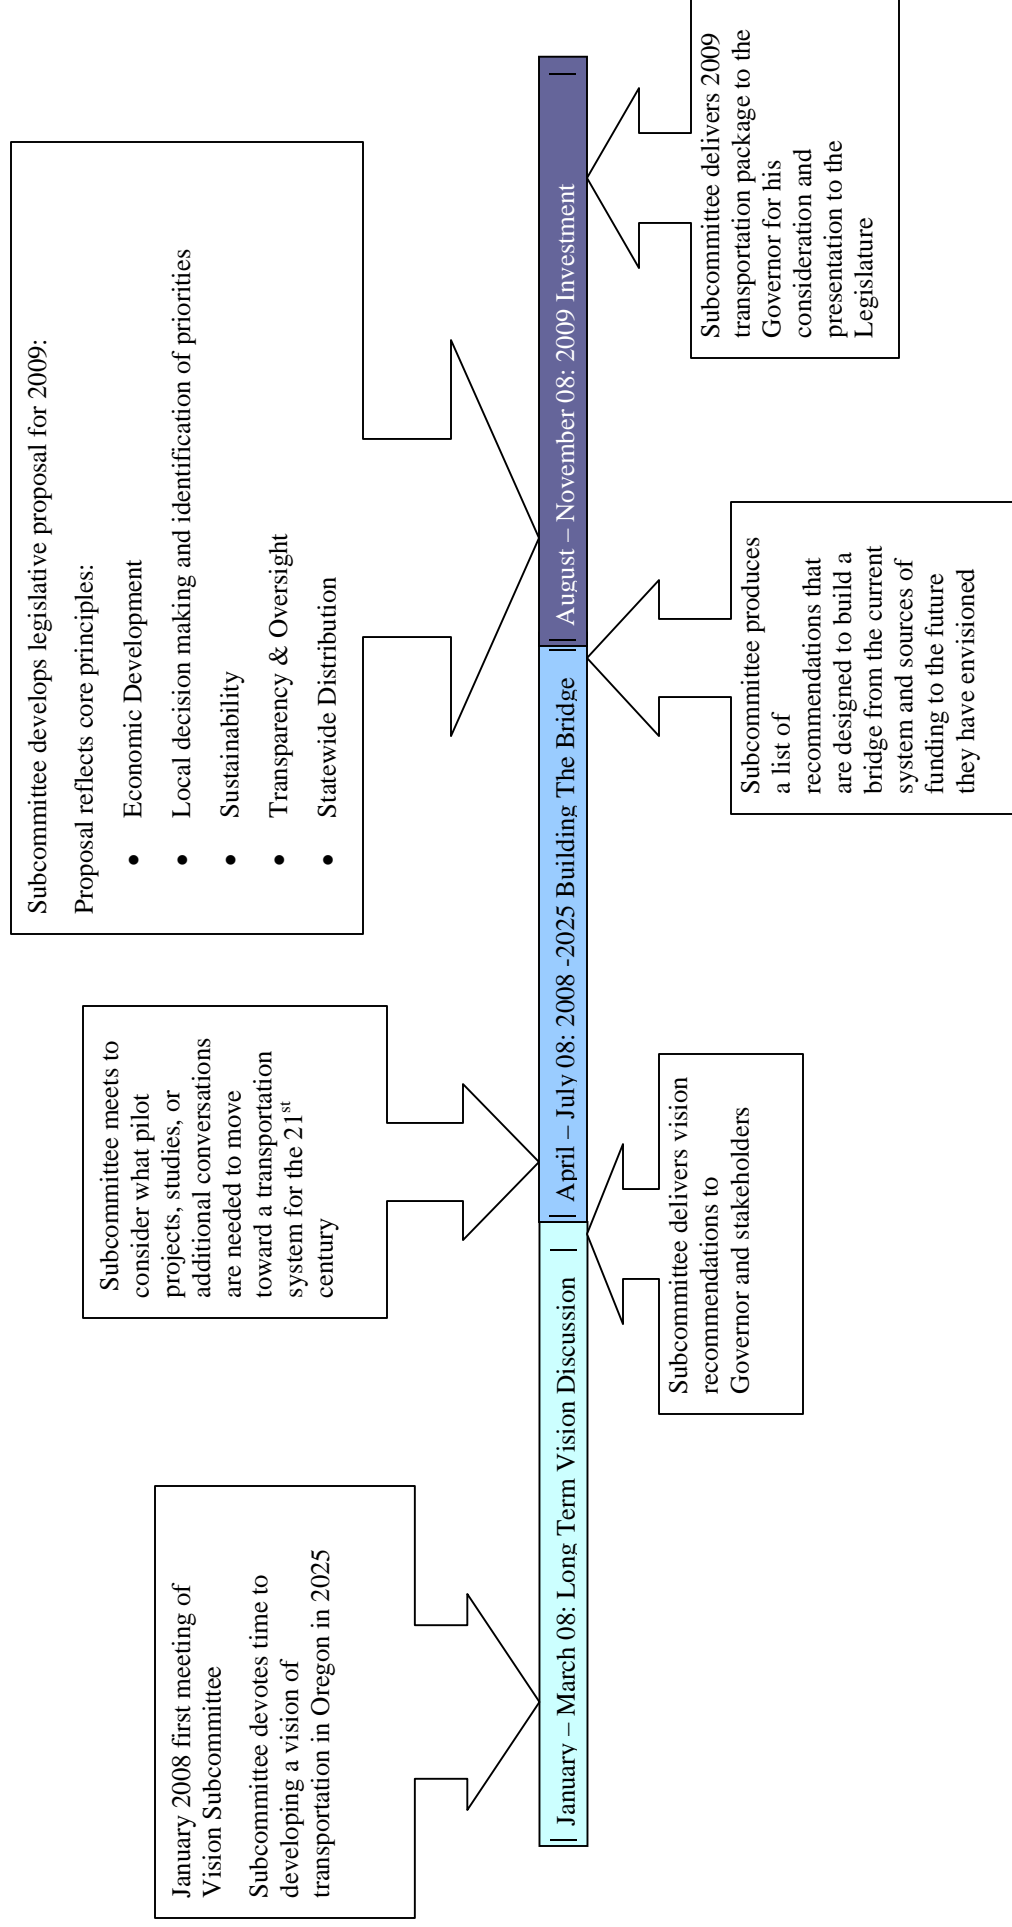 January 2008 first meeting of
Vision Subcommittee
Subcommittee devotes time to
developing a vision of
transportation in Oregon in 2025
Subcommittee meets to
consider what pilot
projects, studies, or
additional conversations
are needed to move
toward a transportation
system for the 21st
century
Subcommittee develops legislative proposal for 2009:
Proposal reflects core principles:
• Economic Development
• Local decision making and identification of priorities
• Sustainability
• Transparency & Oversight
• Statewide Distribution
| January – March 08: Long Term Vision Discussion | | April – July 08: 2008 -2025 Building The Bridge | | August – November 08: 2009 Investment |
Subcommittee delivers vision
recommendations to
Governor and stakeholders
Subcommittee produces
a list of
recommendations that
are designed to build a
bridge from the current
system and sources of
funding to the future
they have envisioned
Subcommittee delivers 2009
transportation package to the
Governor for his
consideration and
presentation to the
Legislature